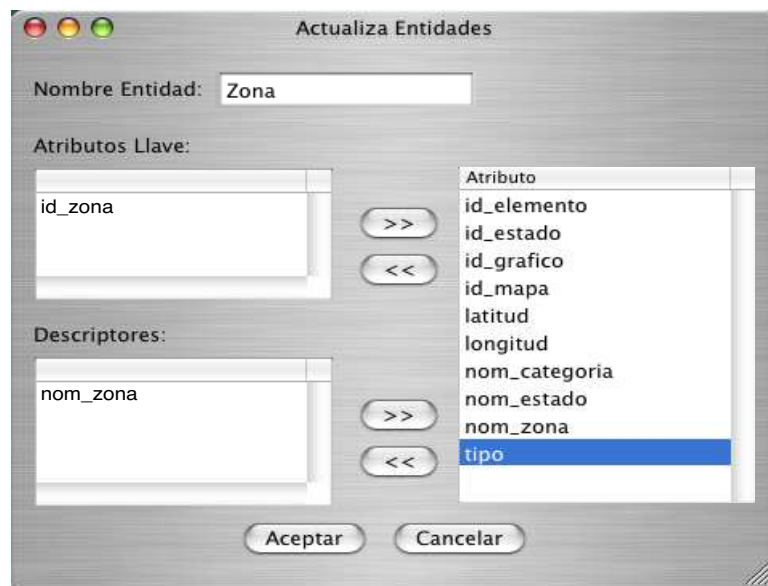 Actualiza Entidades
Nombre Entidad: Zona
Atributos Llave:
id_zona
>>
<<
Descriptores:
nom_zona
>>
<<
Atributo
id_elemento
id_estado
id_grafico
id_mapa
latitud
longitud
nom_categoria
nom_estado
nom_zona
tipo
Aceptar
Cancelar